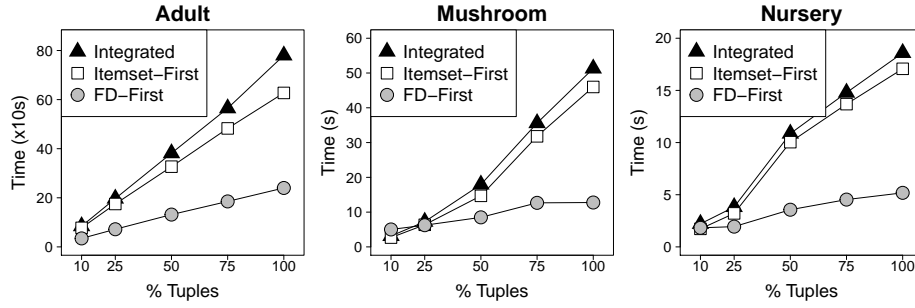 Adult
Time (x10s)
80
60
40
20
0
Integrated
Itemset−First
FD−First
10 25 50 75 100
% Tuples
Mushroom
Time (s)
60
50
40
30
20
10
0
Integrated
Itemset−First
FD−First
10 25 50 75 100
% Tuples
Nursery
Time (s)
20
15
10
5
0
Integrated
Itemset−First
FD−First
10 25 50 75 100
% Tuples